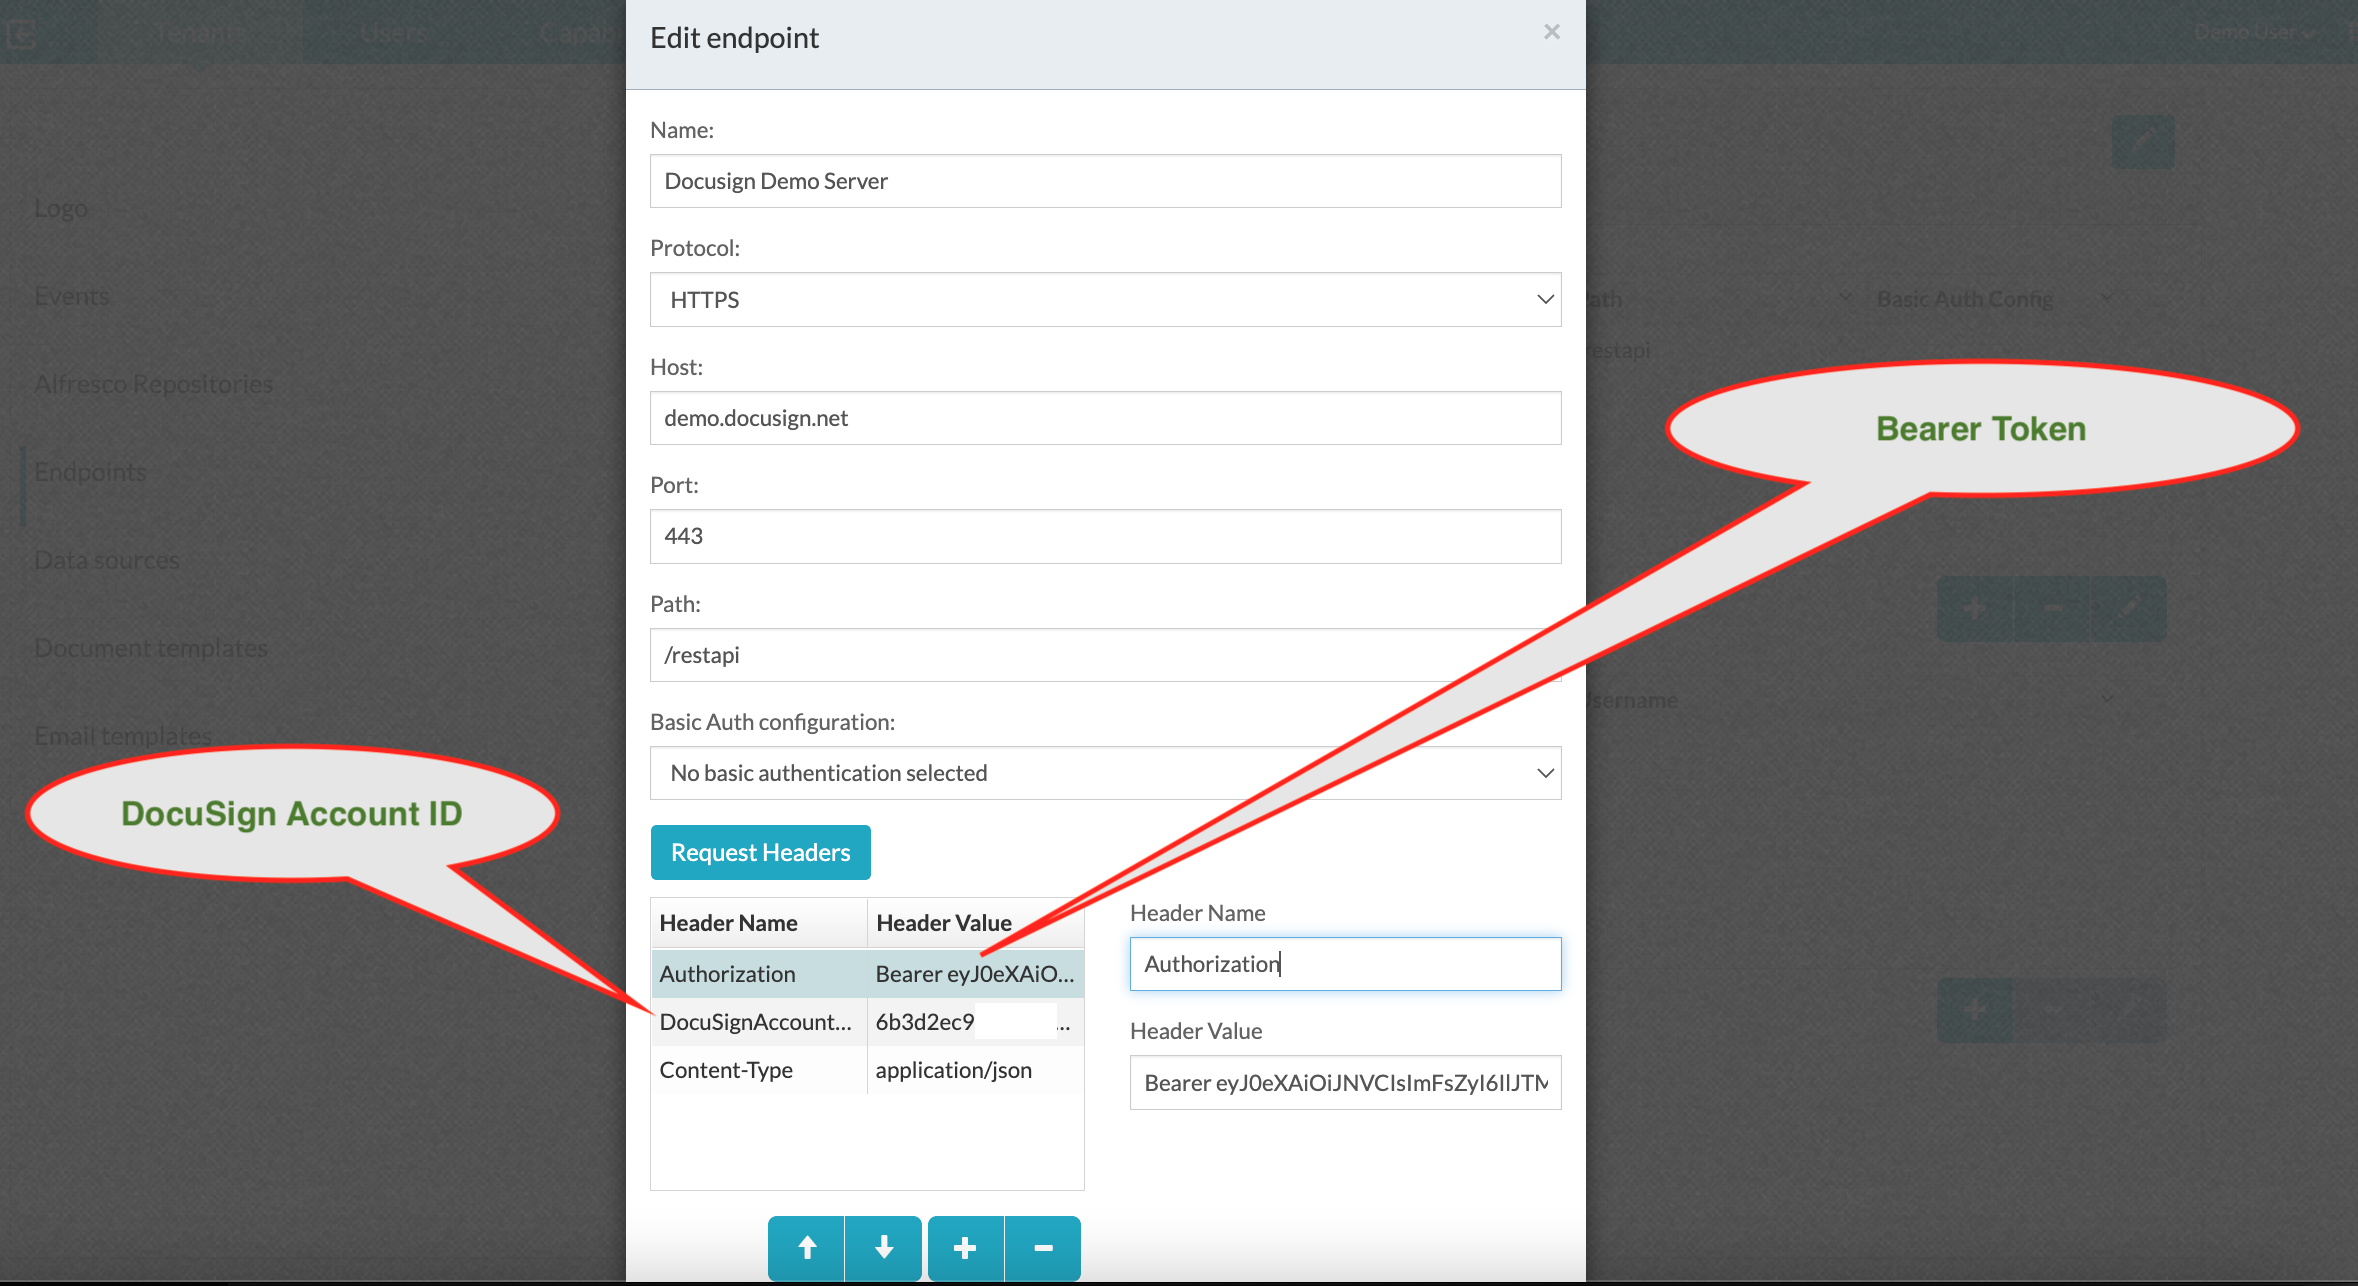 Tenants
Users
Capabi
Demo User
Edit endpoint
×
Name:
Docusign Demo Server
Protocol:
HTTPS
Host:
demo.docusign.net
Port:
443
Path:
/restapi
Basic Auth configuration:
No basic authentication selected
Request Headers
Header Name
Header Value
Authorization
Bearer eyJ0eXAiO...
DocuSignAccount...
6b3d2ec9 ...
Content-Type
application/json
Header Name
Authorization
Header Value
Bearer eyJ0eXAiOiJNVCIsImFsZyI6IlJTM
Logo
Events
Alfresco Repositories
Endpoints
Data sources
Document templates
Email templates
DocuSign Account ID
Path
Basic Auth Config
restapi
Bearer Token
Username